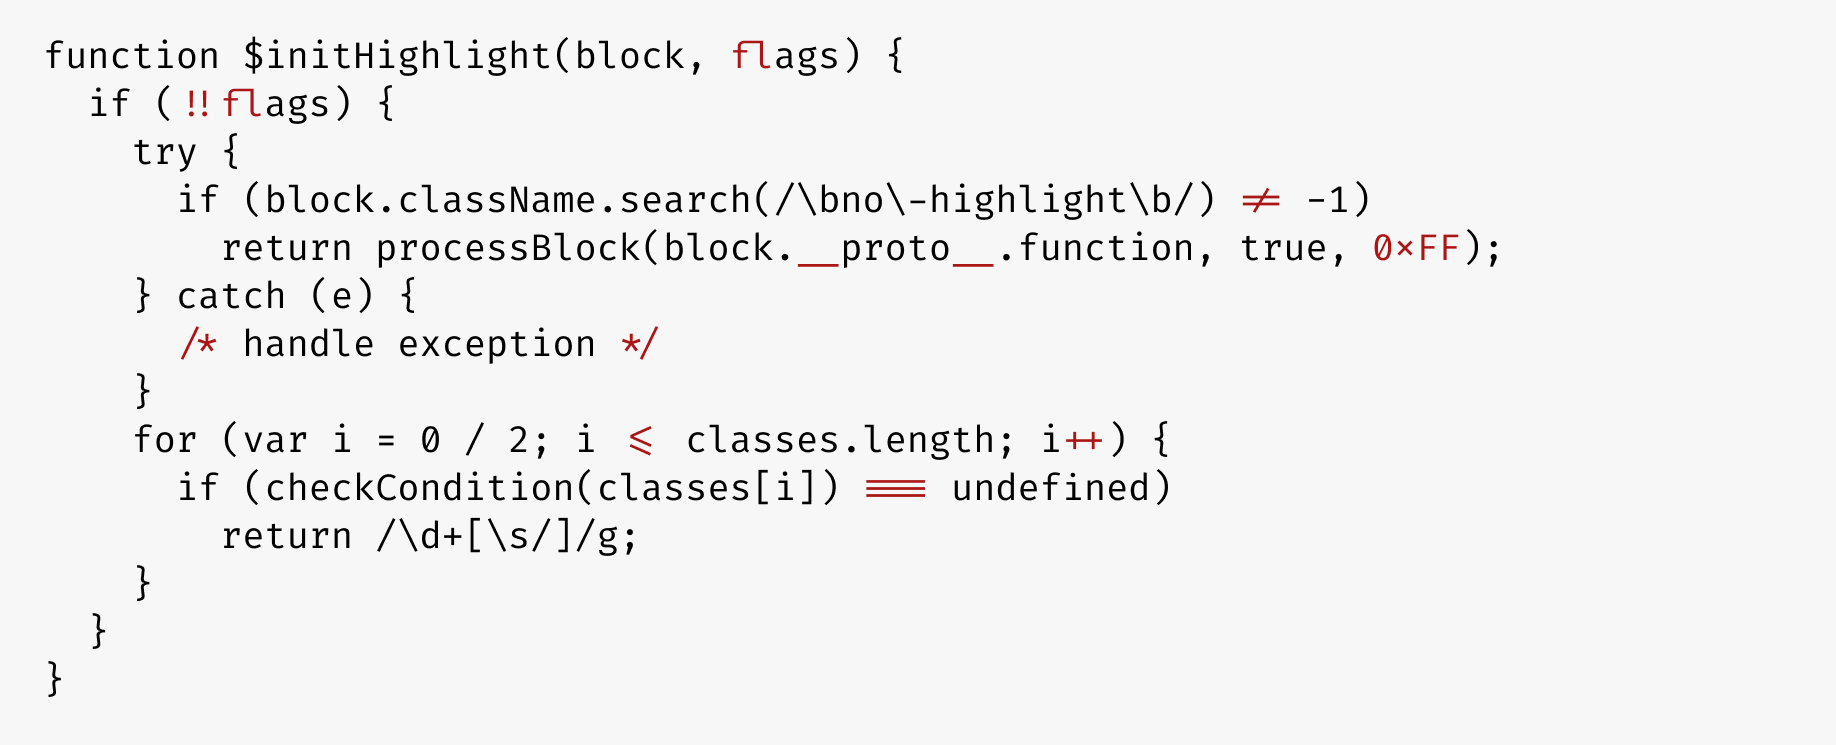 function $initHighlight(block, flags) {
  if (!!flags) {
    try {
      if (block.className.search(/\bno\-highlight\b/) != -1)
        return processBlock(block.__proto__.function, true, 0xFF);
    } catch (e) {
      /* handle exception */
    }
    for (var i = 0 / 2; i <= classes.length; i++) {
      if (checkCondition(classes[i]) === undefined)
        return /\d+[\s/]/g;
    }
  }
}